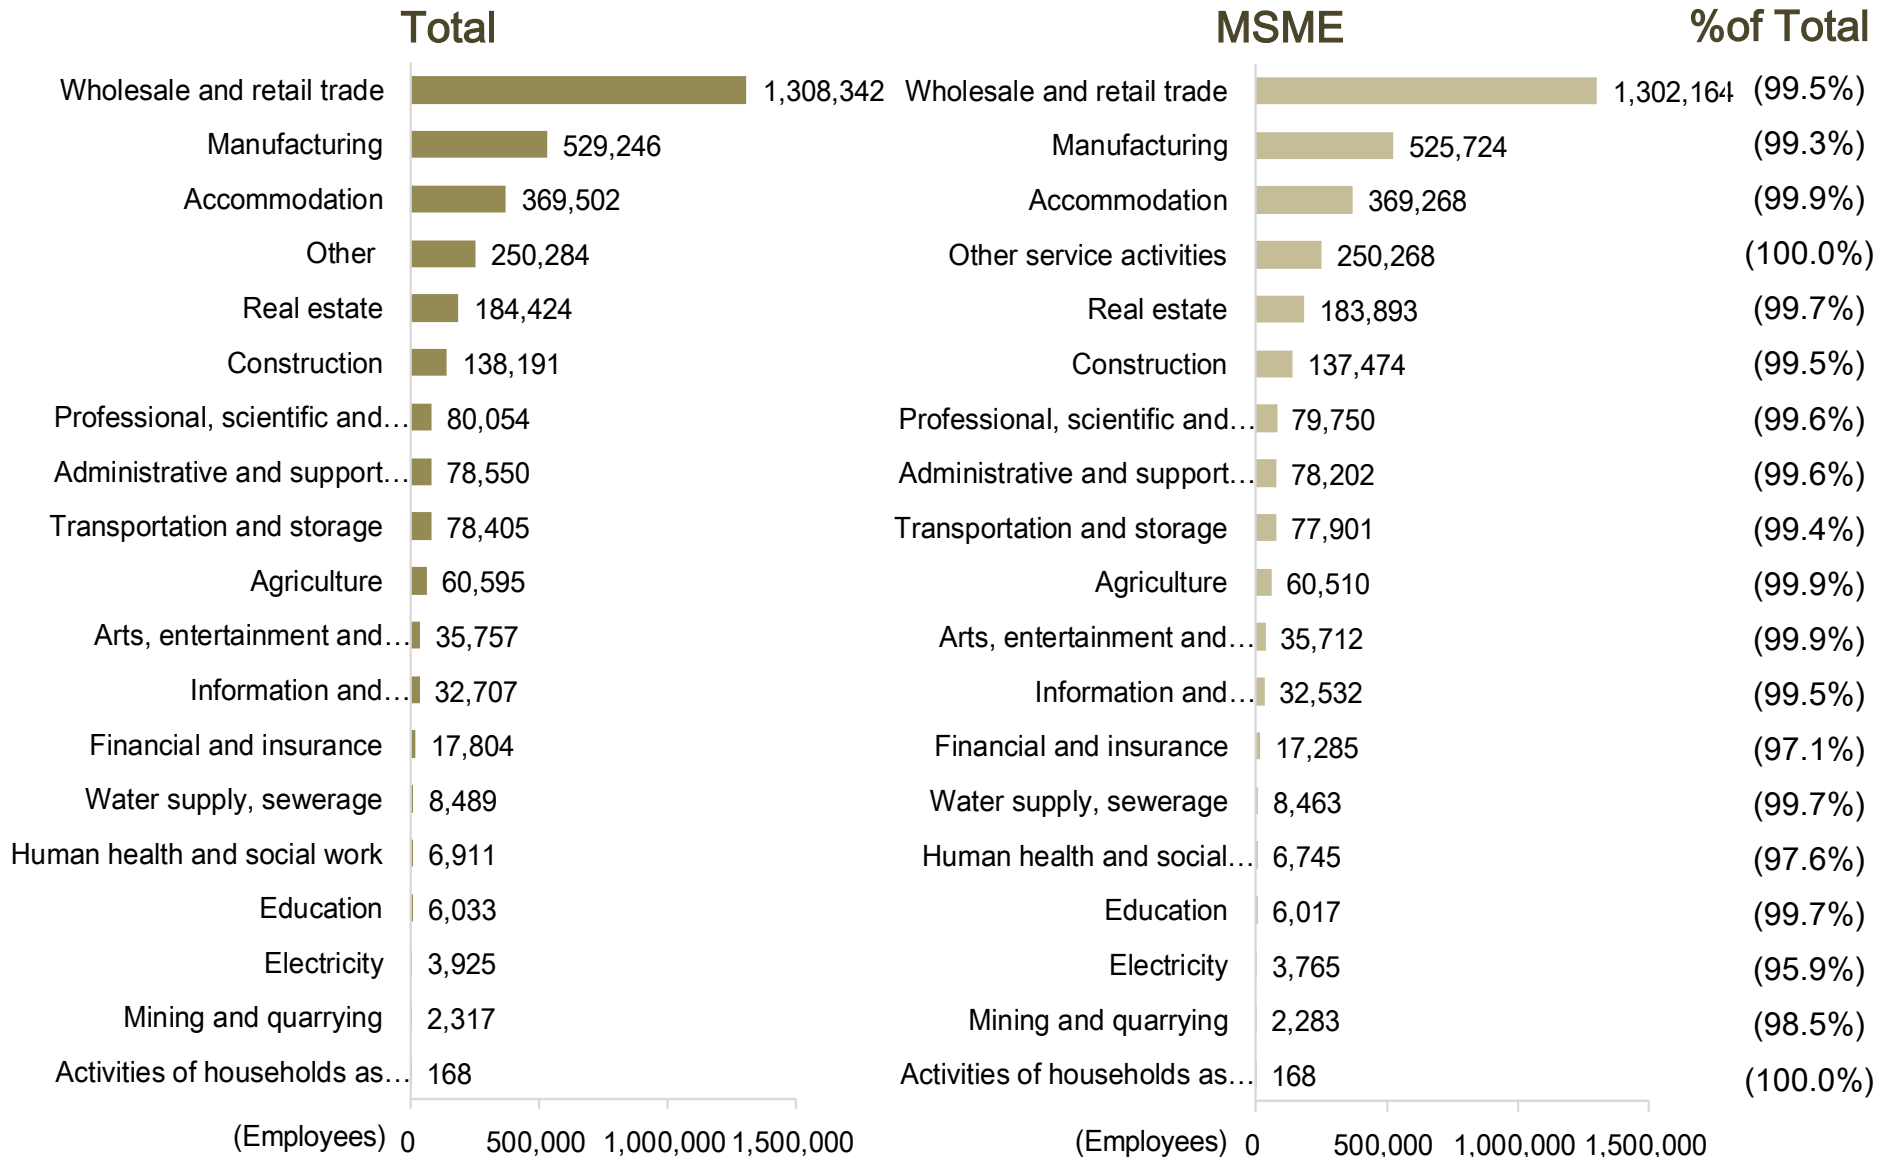 Total MSME %of Total
Wholesale and retail trade 1,308,342 Wholesale and retail trade 1,302,164 (99.5%)
Manufacturing 529,246 Manufacturing 525,724 (99.3%)
Accommodation 369,502 Accommodation 369,268 (99.9%)
Other 250,284 Other service activities 250,268 (100.0%)
Real estate 184,424 Real estate 183,893 (99.7%)
Construction 138,191 Construction 137,474 (99.5%)
Professional, scientific and… 80,054 Professional, scientific and… 79,750 (99.6%)
Administrative and support… 78,550 Administrative and support… 78,202 (99.6%)
Transportation and storage 78,405 Transportation and storage 77,901 (99.4%)
Agriculture 60,595 Agriculture 60,510 (99.9%)
Arts, entertainment and… 35,757 Arts, entertainment and… 35,712 (99.9%)
Information and… 32,707 Information and… 32,532 (99.5%)
Financial and insurance 17,804 Financial and insurance 17,285 (97.1%)
Water supply, sewerage 8,489 Water supply, sewerage 8,463 (99.7%)
Human health and social work 6,911 Human health and social… 6,745 (97.6%)
Education 6,033 Education 6,017 (99.7%)
Electricity 3,925 Electricity 3,765 (95.9%)
Mining and quarrying 2,317 Mining and quarrying 2,283 (98.5%)
Activities of households as… 168 Activities of households as… 168 (100.0%)
(Employees) 0 500,000 1,000,000 1,500,000 (Employees) 0 500,000 1,000,000 1,500,000